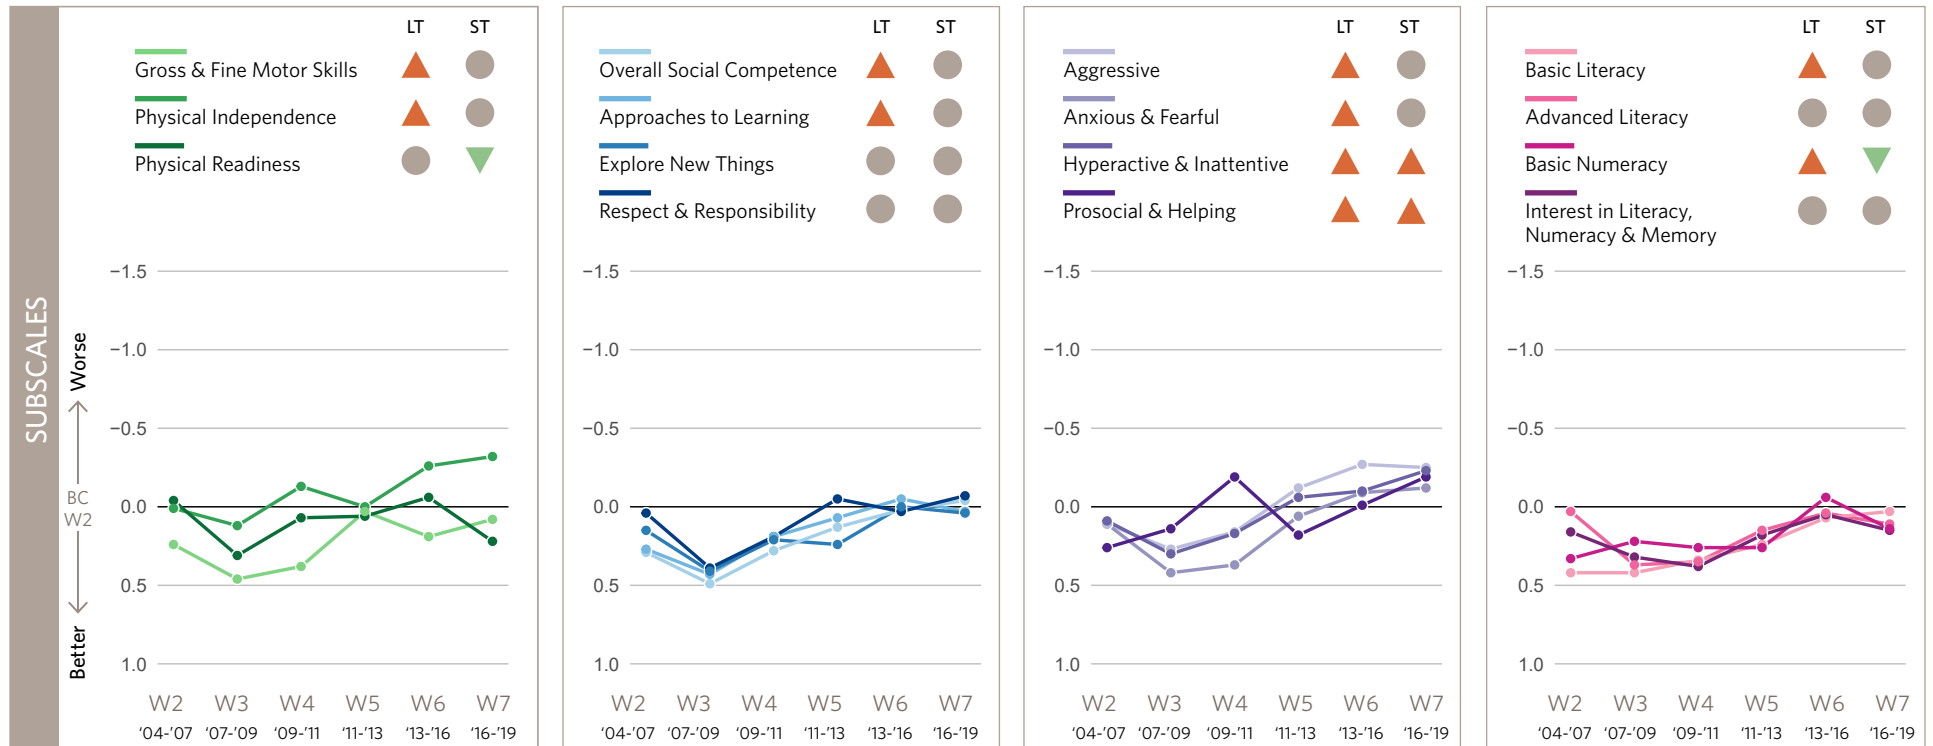 SUBSCALES
Worse
BC
W2
Better
LT ST
Gross & Fine Motor Skills
Physical Independence
Physical Readiness
−1.5
−1.0
−0.5
0.0
0.5
1.0
W2 W3 W4 W5 W6 W7
‘04-’07 ‘07-’09 ‘09-’11 ‘11-’13 ‘13-’16 ‘16-’19
LT ST
Overall Social Competence
Approaches to Learning
Explore New Things
Respect & Responsibility
−1.5
−1.0
−0.5
0.0
0.5
1.0
W2 W3 W4 W5 W6 W7
‘04-’07 ‘07-’09 ‘09-’11 ‘11-’13 ‘13-’16 ‘16-’19
LT ST
Aggressive
Anxious & Fearful
Hyperactive & Inattentive
Prosocial & Helping
−1.5
−1.0
−0.5
0.0
0.5
1.0
W2 W3 W4 W5 W6 W7
‘04-’07 ‘07-’09 ‘09-’11 ‘11-’13 ‘13-’16 ‘16-’19
LT ST
Basic Literacy
Advanced Literacy
Basic Numeracy
Interest in Literacy,
Numeracy & Memory
−1.5
−1.0
−0.5
0.0
0.5
1.0
W2 W3 W4 W5 W6 W7
‘04-’07 ‘07-’09 ‘09-’11 ‘11-’13 ‘13-’16 ‘16-’19